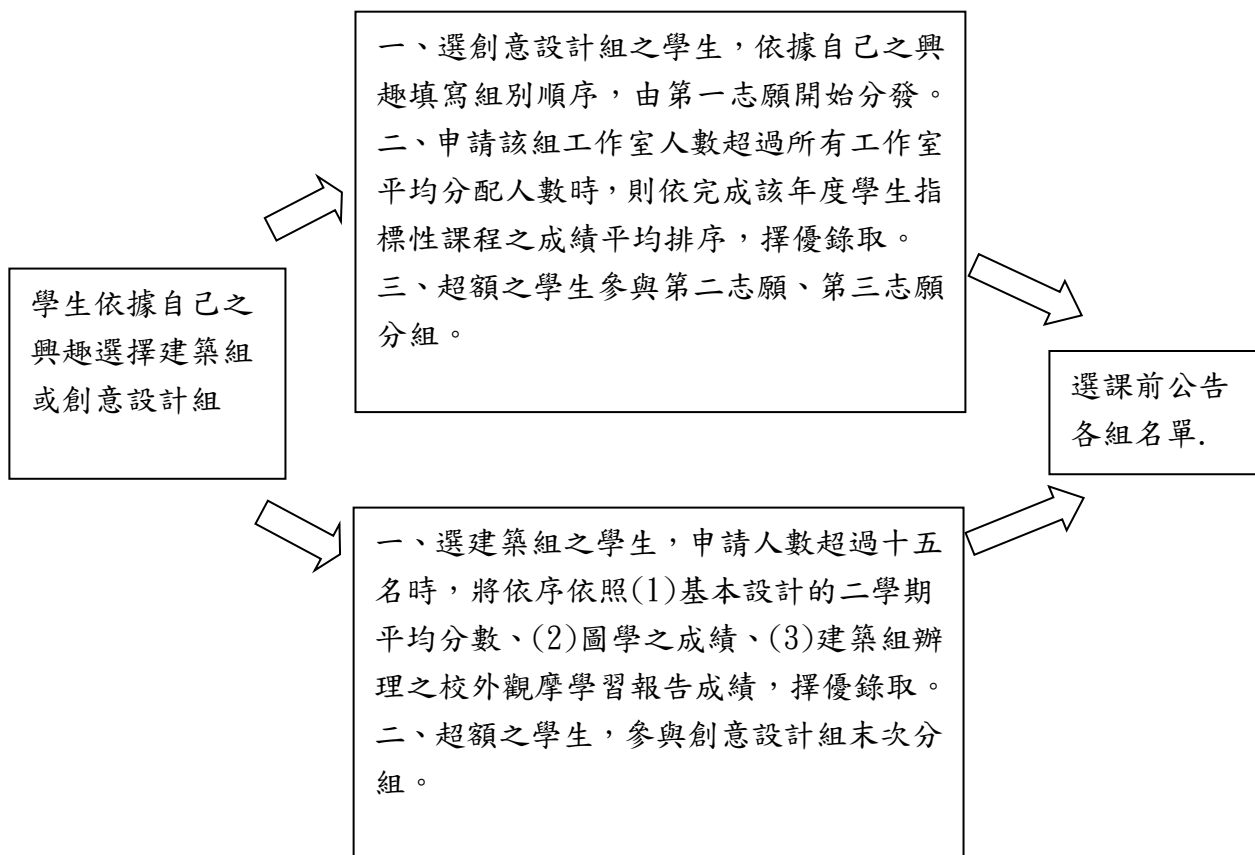 學生依據自己之
興趣選擇建築組
或創意設計組
一、選創意設計組之學生，依據自己之興
趣填寫組別順序，由第一志願開始分發。
二、申請該組工作室人數超過所有工作室
平均分配人數時，則依完成該年度學生指
標性課程之成績平均排序，擇優錄取。
三、超額之學生參與第二志願、第三志願
分組。
一、選建築組之學生，申請人數超過十五
名時，將依序依照(1)基本設計的二學期
平均分數、(2)圖學之成績、(3)建築組辦
理之校外觀摩學習報告成績，擇優錄取。
二、超額之學生，參與創意設計組末次分
組。
選課前公告
各組名單.